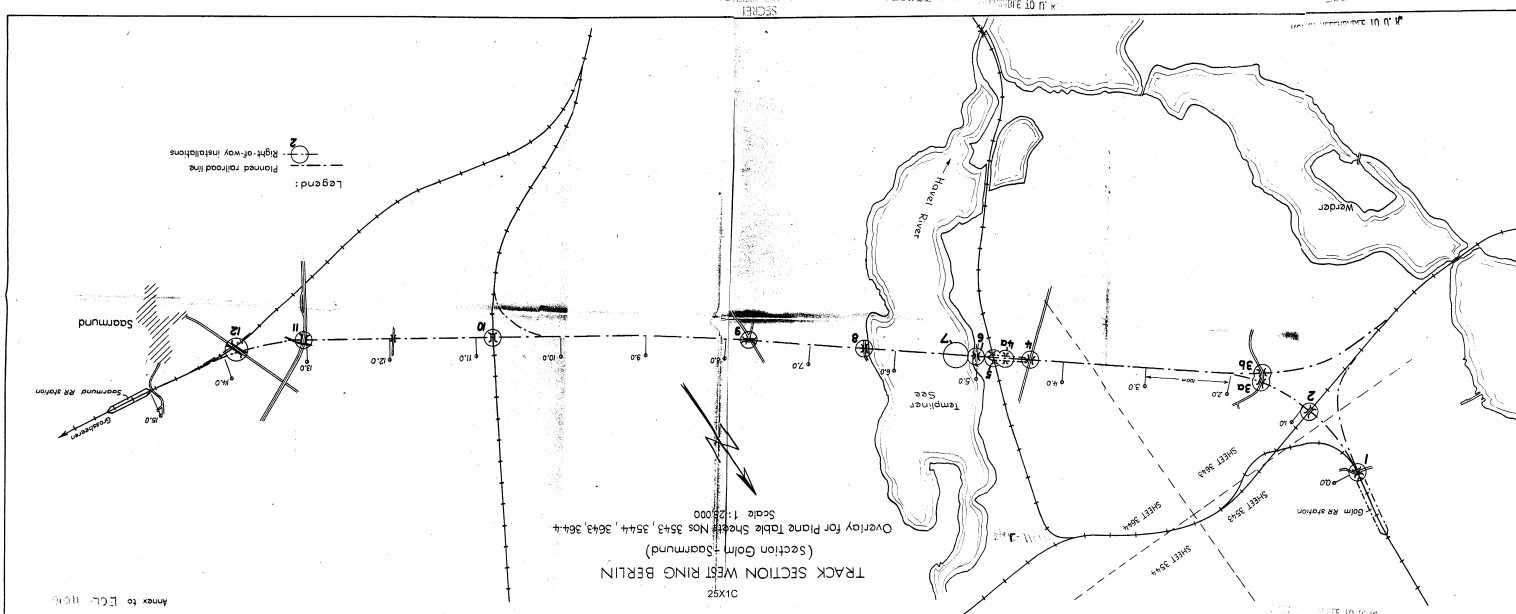 Annex to
25X1C
TRACK SECTION WEST RING BERLIN
(Section Golm-Saarmund)
Overlay for Plane Table Sheets Nos 3543, 3544, 3643, 3644
Scale 1:25,000
Golm RR station
SHEET 3544
SHEET 3543
SHEET 3644
SHEET 3643
0.0
1
1.0
2
2.0
100m
3.0
4.0
5.0
6.0
7.0
8.0
9.0
10.0
11.0
12.0
13.0
14.0
15.0
3a
3b
4
4a
5
6
7
8
9
10
11
12
Templiner
See
Havel River
Werder
Grossbeeren
Saarmund RR station
Saarmund
Legend:
Planned railroad line
Right-of-way installations
2
SECRET